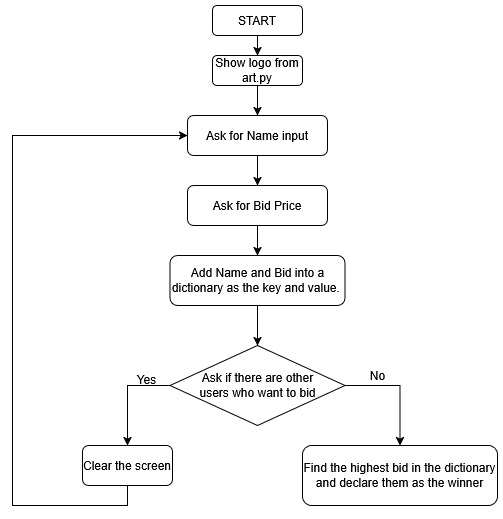 START
Show logo from
art.py
Ask for Name input
Ask for Bid Price
Add Name and Bid into a
dictionary as the key and value.
Ask if there are other
users who want to bid
Yes
No
Clear the screen
Find the highest bid in the dictionary
and declare them as the winner